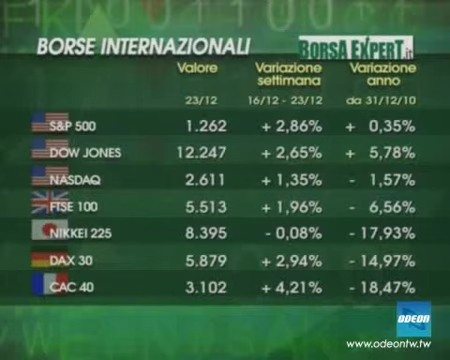 BORSE INTERNAZIONALI
BORSAEXPERT.it
Valore Variazione settimana Variazione anno
23/12 16/12 - 23/12 da 31/12/10
S&P 500 1.262 + 2,86% + 0,35%
DOW JONES 12.247 + 2,65% + 5,78%
NASDAQ 2.611 + 1,35% - 1,57%
FTSE 100 5.513 + 1,96% - 6,56%
NIKKEI 225 8.395 - 0,08% - 17,93%
DAX 30 5.879 + 2,94% - 14,97%
CAC 40 3.102 + 4,21% - 18,47%
ODEON
www.odeontw.tw